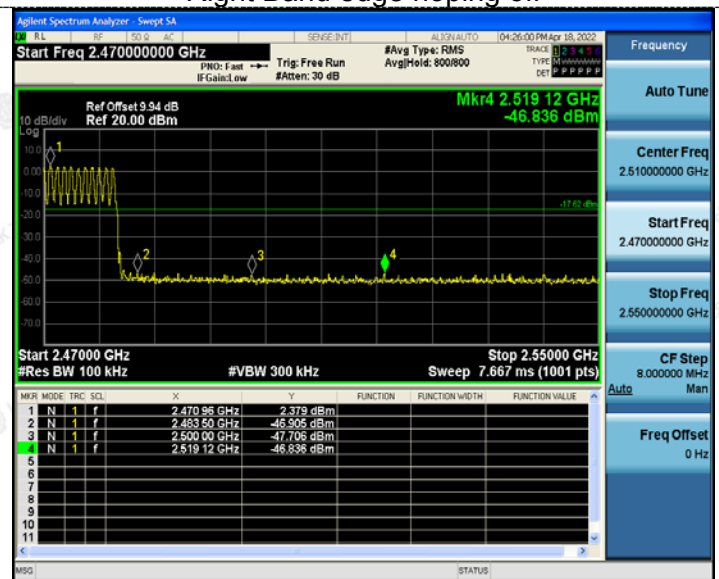 Right Band edge hoping off
Agilent Spectrum Analyzer - Swept SA
RL RF 50 Ω AC SENSE:INT ALIGN AUTO 04:26:00 PM Apr 18, 2022
Start Freq 2.470000000 GHz
PNO: Fast
IFGain:Low
Trig: Free Run
#Atten: 30 dB
#Avg Type: RMS
Avg|Hold: 800/800
TRACE 1 2 3 4 5 6
TYPE M
DET P P P P P P
Mkr4 2.519 12 GHz
-46.836 dBm
Ref Offset 9.94 dB
10 dB/div Ref 20.00 dBm
Log
10.0
0.00
-10.0
-20.0
-30.0
-40.0
-50.0
-60.0
-70.0
1
2
3
4
-17.62 dBm
Start 2.47000 GHz Stop 2.55000 GHz
#Res BW 100 kHz #VBW 300 kHz Sweep 7.667 ms (1001 pts)
MKR MODE TRC SCL X Y FUNCTION FUNCTION WIDTH FUNCTION VALUE
1 N 1 f 2.470 96 GHz 2.379 dBm
2 N 1 f 2.483 50 GHz -46.905 dBm
3 N 1 f 2.500 00 GHz -47.706 dBm
4 N 1 f 2.519 12 GHz -46.836 dBm
5
6
7
8
9
10
11
MSG STATUS
Frequency
Auto Tune
Center Freq
2.510000000 GHz
Start Freq
2.470000000 GHz
Stop Freq
2.550000000 GHz
CF Step
8.000000 MHz
Auto Man
Freq Offset
0 Hz